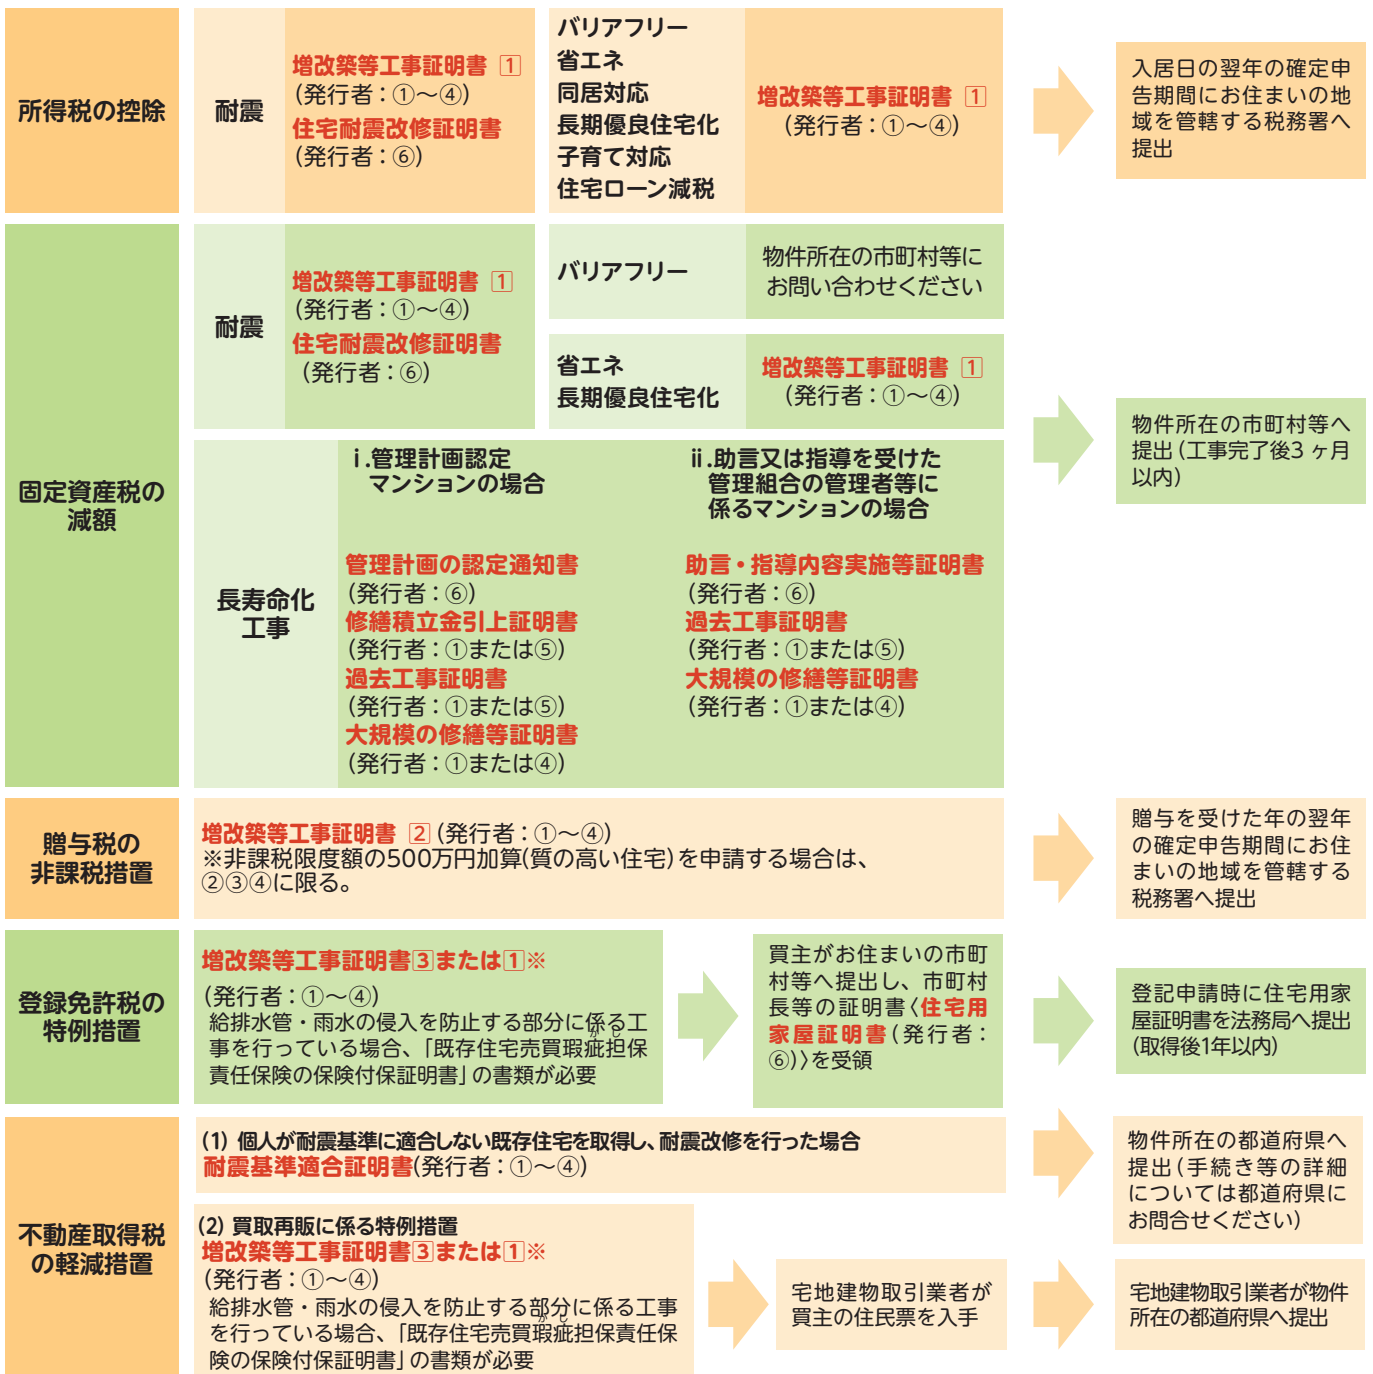 所得税の控除
耐震
増改築等工事証明書 1
(発行者：①～④)
住宅耐震改修証明書
(発行者：⑥)
バリアフリー
省エネ
同居対応
長期優良住宅化
子育て対応
住宅ローン減税
増改築等工事証明書 1
(発行者：①～④)
入居日の翌年の確定申
告期間にお住まいの地
域を管轄する税務署へ
提出
固定資産税の
減額
耐震
増改築等工事証明書 1
(発行者：①～④)
住宅耐震改修証明書
(発行者：⑥)
バリアフリー
物件所在の市町村等に
お問い合わせください
省エネ
長期優良住宅化
増改築等工事証明書 1
(発行者：①～④)
長寿命化
工事
ⅰ.管理計画認定
マンションの場合
管理計画の認定通知書
(発行者：⑥)
修繕積立金引上証明書
(発行者：①または⑤)
過去工事証明書
(発行者：①または⑤)
大規模の修繕等証明書
(発行者：①または④)
ⅱ.助言又は指導を受けた
管理組合の管理者等に
係るマンションの場合
助言・指導内容実施等証明書
(発行者：⑥)
過去工事証明書
(発行者：①または⑤)
大規模の修繕等証明書
(発行者：①または④)
物件所在の市町村等へ
提出(工事完了後3ヶ月
以内)
贈与税の
非課税措置
増改築等工事証明書 2 (発行者：①～④)
※非課税限度額の500万円加算(質の高い住宅)を申請する場合は、
②③④に限る。
贈与を受けた年の翌年
の確定申告期間にお住
まいの地域を管轄する
税務署へ提出
登録免許税の
特例措置
増改築等工事証明書3または1※
(発行者：①～④)
給排水管・雨水の侵入を防止する部分に係る工
事を行っている場合、「既存住宅売買瑕疵担保
かし
責任保険の保険付保証明書」の書類が必要
買主がお住まいの市町
村等へ提出し、市町村
長等の証明書〈住宅用
家屋証明書(発行者：
⑥)〉を受領
登記申請時に住宅用家
屋証明書を法務局へ提出
(取得後1年以内)
不動産取得税
の軽減措置
(1) 個人が耐震基準に適合しない既存住宅を取得し、耐震改修を行った場合
耐震基準適合証明書(発行者：①～④)
物件所在の都道府県へ
提出(手続き等の詳細
については都道府県に
お問合せください)
(2) 買取再販に係る特例措置
増改築等工事証明書3または1※
(発行者：①～④)
給排水管・雨水の侵入を防止する部分に係る工事
を行っている場合、「既存住宅売買瑕疵担保責任保
かし
険の保険付保証明書」の書類が必要
宅地建物取引業者が
買主の住民票を入手
宅地建物取引業者が物件
所在の都道府県へ提出